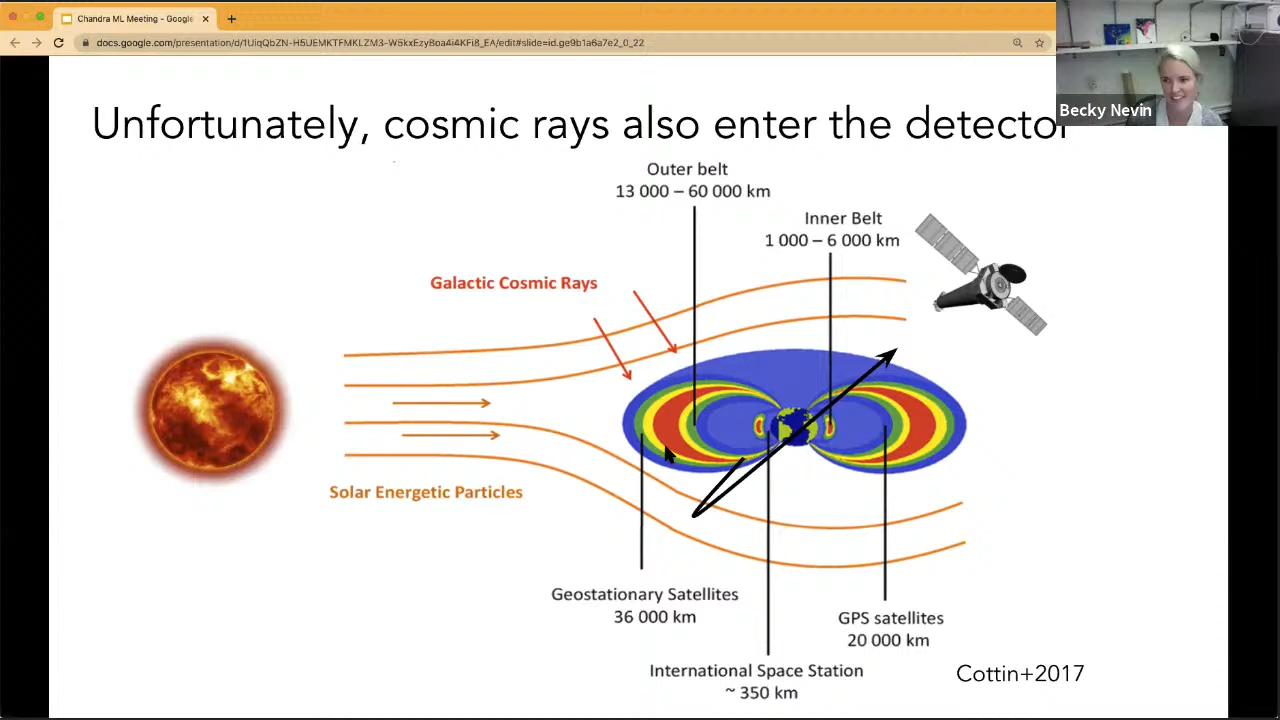 Chandra ML Meeting - Google
docs.google.com/presentation/d/1UiqQbZN-H5UEMKTFMKLZM3-W5kxEzyBoa4i4KFi8_EA/edit#slide=id.ge9b1a6a7e2_0_22
Becky Nevin
Unfortunately, cosmic rays also enter the detector
Outer belt
13 000 – 60 000 km
Inner Belt
1 000 – 6 000 km
Galactic Cosmic Rays
Solar Energetic Particles
Geostationary Satellites
36 000 km
GPS satellites
20 000 km
International Space Station
~ 350 km
Cottin+2017